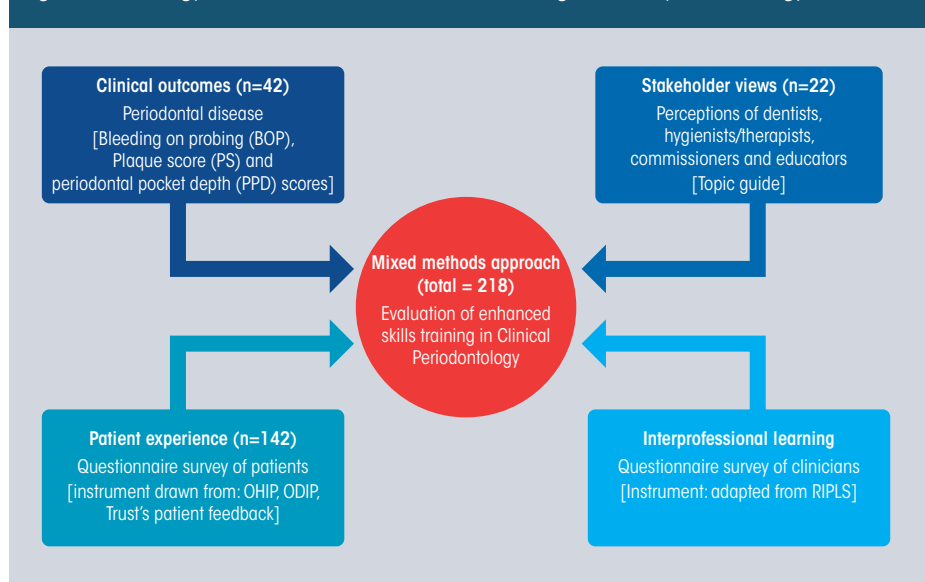 Clinical outcomes (n=42)
Periodontal disease
[Bleeding on probing (BOP),
Plaque score (PS) and
periodontal pocket depth (PPD) scores]
Stakeholder views (n=22)
Perceptions of dentists,
hygienists/therapists,
commissioners and educators
[Topic guide]
Mixed methods approach
(total = 218)
Evaluation of enhanced
skills training in Clinical
Periodontology
Patient experience (n=142)
Questionnaire survey of patients
[instrument drawn from: OHIP, ODIP,
Trust's patient feedback]
Interprofessional learning
Questionnaire survey of clinicians
[Instrument: adapted from RIPLS]